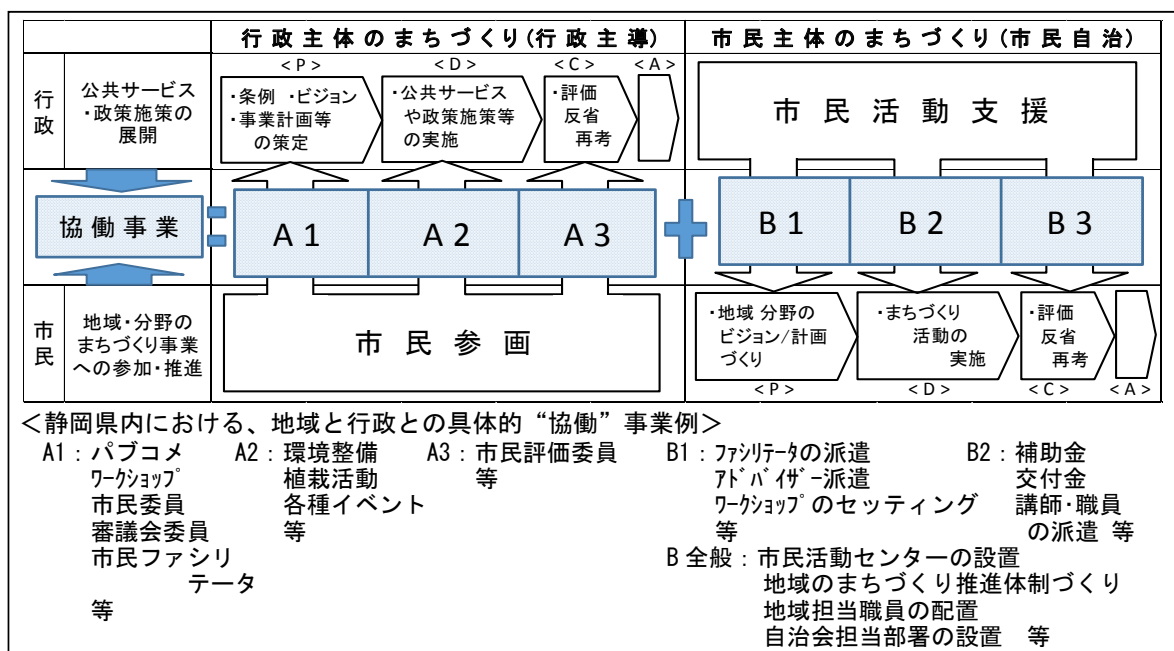 行政主体のまちづくり(行政主導)
市民主体のまちづくり(市民自治)
行政
公共サービス
・政策施策の
展開
<P>
<D>
<C>
<A>
・条例 ・ビジョン
・事業計画等
の策定
・公共サービス
や政策施策等
の実施
・評価
反省
再考
市民活動支援
協働事業
=
A1
A2
A3
+
B1
B2
B3
市民
地域・分野の
まちづくり事業
への参加・推進
市民参画
・地域 分野の
ビジョン/計画
づくり
・まちづくり
活動の
実施
・評価
反省
再考
<P>
<D>
<C>
<A>
<静岡県内における、地域と行政との具体的“協働”事業例>
A1:パブコメ
ワークショップ
市民委員
審議会委員
市民ファシリ
テータ
等
A2:環境整備
植栽活動
各種イベント
等
A3:市民評価委員
等
B1:ファシリテータの派遣
アドバイザー派遣
ワークショップのセッティング
等
B2:補助金
交付金
講師・職員
の派遣 等
B全般:市民活動センターの設置
地域のまちづくり推進体制づくり
地域担当職員の配置
自治会担当部署の設置 等